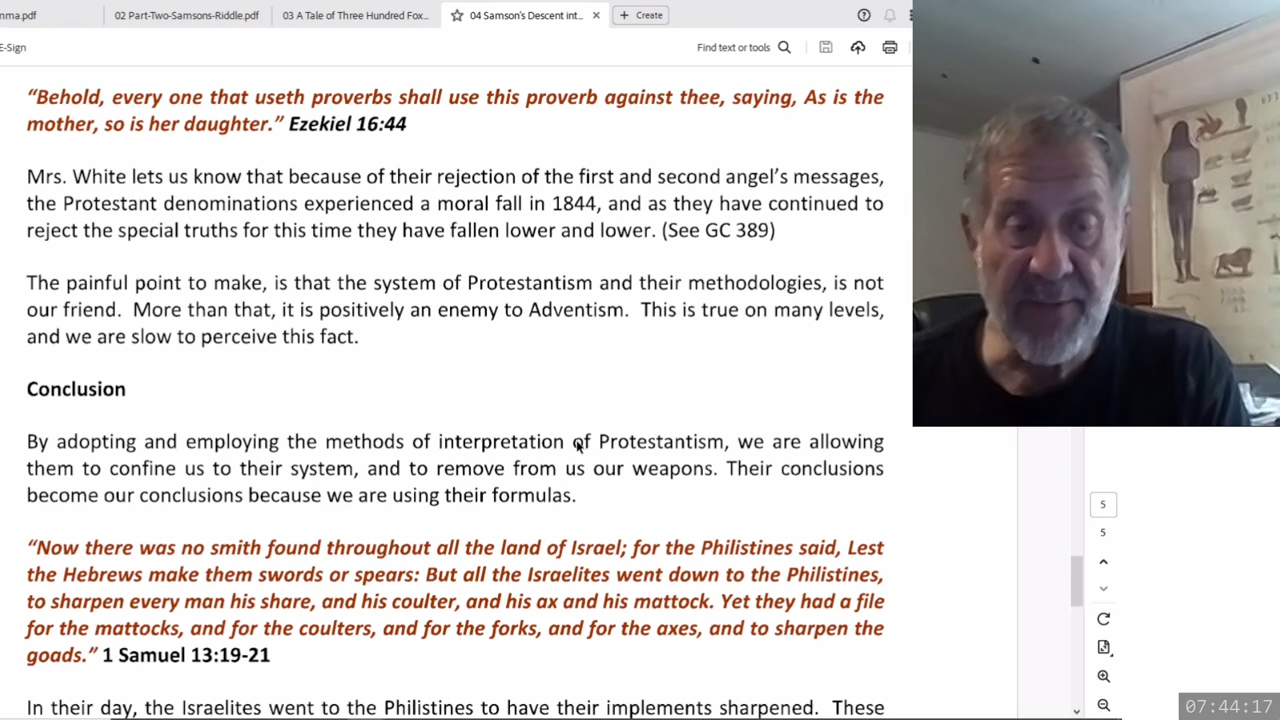 mma.pdf
02 Part-Two-Samsons-Riddle.pdf
03 A Tale of Three Hundred Fox...
04 Samson's Descent int...
Create
E-Sign
Find text or tools
“Behold, every one that useth proverbs shall use this proverb against thee, saying, As is the
mother, so is her daughter.” Ezekiel 16:44
Mrs. White lets us know that because of their rejection of the first and second angel’s messages,
the Protestant denominations experienced a moral fall in 1844, and as they have continued to
reject the special truths for this time they have fallen lower and lower. (See GC 389)
The painful point to make, is that the system of Protestantism and their methodologies, is not
our friend. More than that, it is positively an enemy to Adventism. This is true on many levels,
and we are slow to perceive this fact.
Conclusion
By adopting and employing the methods of interpretation of Protestantism, we are allowing
them to confine us to their system, and to remove from us our weapons. Their conclusions
become our conclusions because we are using their formulas.
“Now there was no smith found throughout all the land of Israel; for the Philistines said, Lest
the Hebrews make them swords or spears: But all the Israelites went down to the Philistines,
to sharpen every man his share, and his coulter, and his ax and his mattock. Yet they had a file
for the mattocks, and for the coulters, and for the forks, and for the axes, and to sharpen the
goads.” 1 Samuel 13:19-21
In their day, the Israelites went to the Philistines to have their implements sharpened. These
5
5
07:44:17